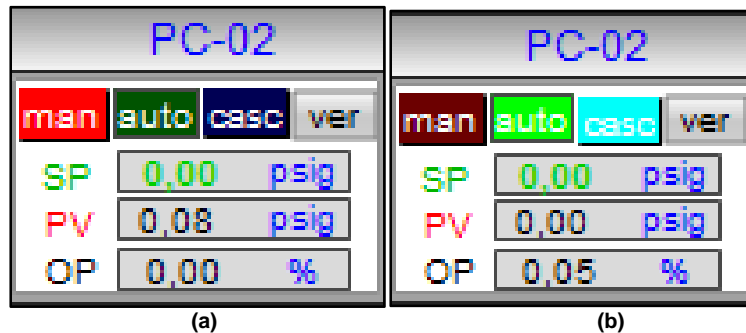 PC-02
man auto casc ver
SP 0,00 psig
PV 0,08 psig
OP 0,00 %
(a)
PC-02
man auto casc ver
SP 0,00 psig
PV 0,00 psig
OP 0,05 %
(b)